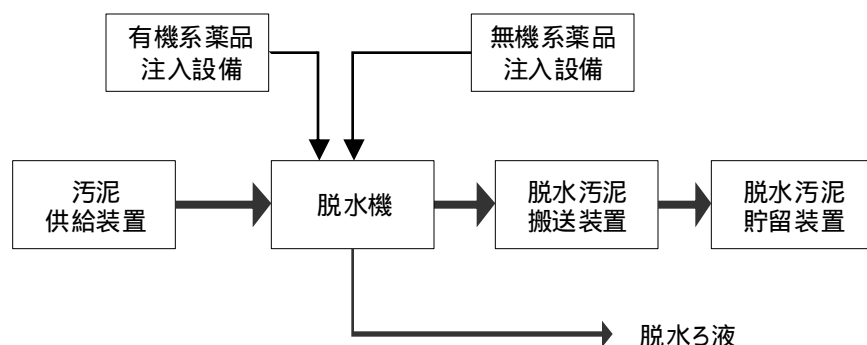 有機系薬品
注入設備
無機系薬品
注入設備
汚泥
供給装置
脱水機
脱水汚泥
搬送装置
脱水汚泥
貯留装置
脱水ろ液